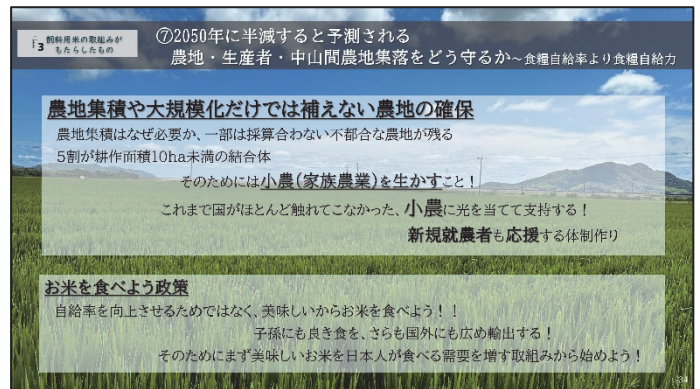 3 飼料用米の取組みが
もたらしたもの
⑦2050年に半減すると予測される
農地・生産者・中山間農地集落をどう守るか～食糧自給率より食糧自給力
農地集積や大規模化だけでは補えない農地の確保
農地集積はなぜ必要か、一部は採算合わない不都合な農地が残る
5割が耕作面積10ha未満の結合体
そのためには小農(家族農業)を生かすこと！
これまで国がほとんど触れてこなかった、小農に光を当てて支持する！
新規就農者も応援する体制作り
お米を食べよう政策
自給率を向上させるためではなく、美味しいからお米を食べよう！！
子孫にも良き食を、さらも国外にも広め輸出する！
そのためにまず美味しいお米を日本人が食べる需要を増す取組みから始めよう！